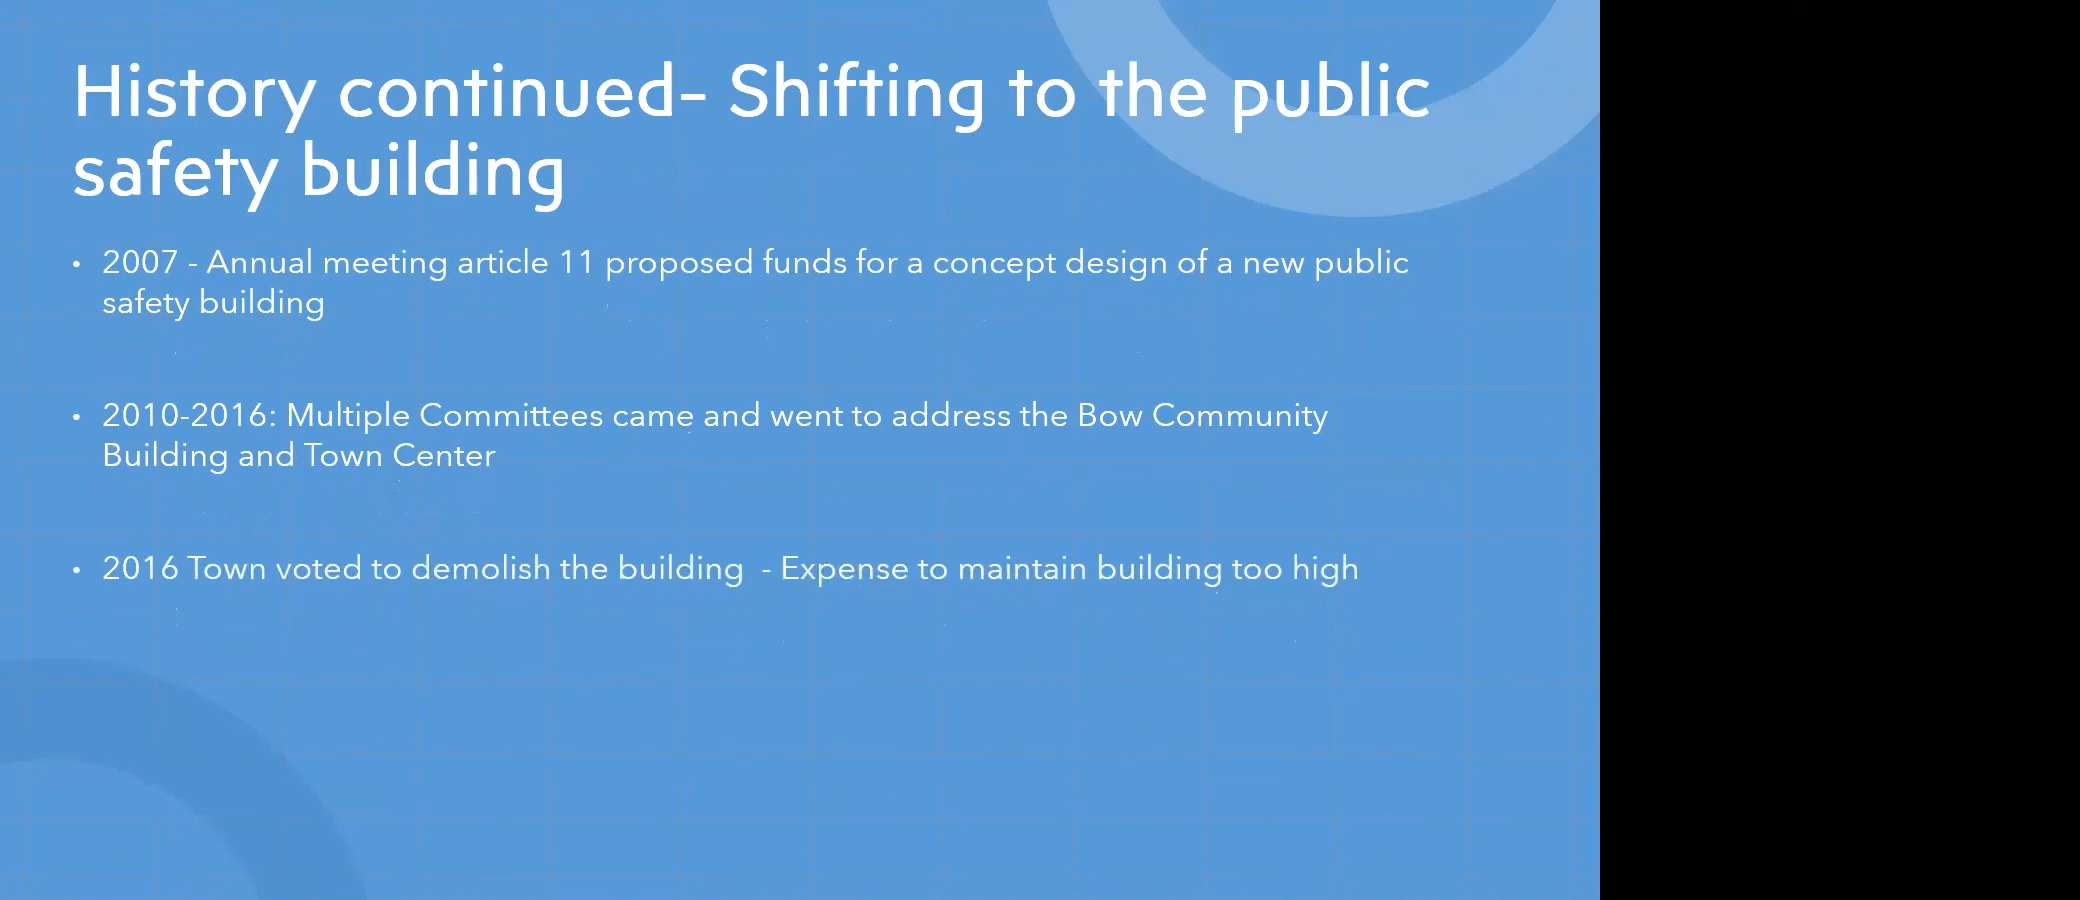 History continued- Shifting to the public
safety building
• 2007 - Annual meeting article 11 proposed funds for a concept design of a new public
safety building
• 2010-2016: Multiple Committees came and went to address the Bow Community
Building and Town Center
• 2016 Town voted to demolish the building  - Expense to maintain building too high